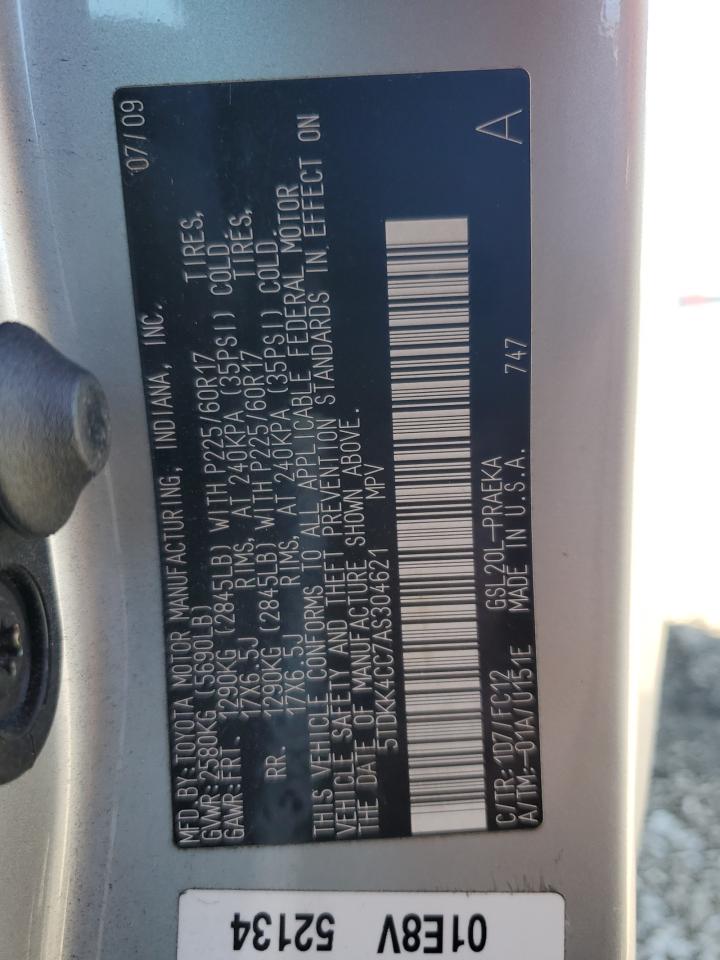 MFD.BY:TOYOTA MOTOR MANUFACTURING, INDIANA, INC. 07/09
GVWR:2580KG (5690LB)
GAWR:FRT. 1290KG (2845LB) WITH P225/60R17 TIRES,
17X6.5J RIMS, AT 240KPA (35PSI) COLD.
RR. 1290KG (2845LB) WITH P225/60R17 TIRES,
17X6.5J RIMS, AT 240KPA (35PSI) COLD.
THIS VEHICLE CONFORMS TO ALL APPLICABLE FEDERAL MOTOR
VEHICLE SAFETY AND THEFT PREVENTION STANDARDS IN EFFECT ON
THE DATE OF MANUFACTURE SHOWN ABOVE.
5TDKK4CC7AS304621 MPV
C/TR:1D7/FC12 GSL20L-PRAEKA 747 A
A/TM:-01A/U151E MADE IN U.S.A.
01E8V
52134